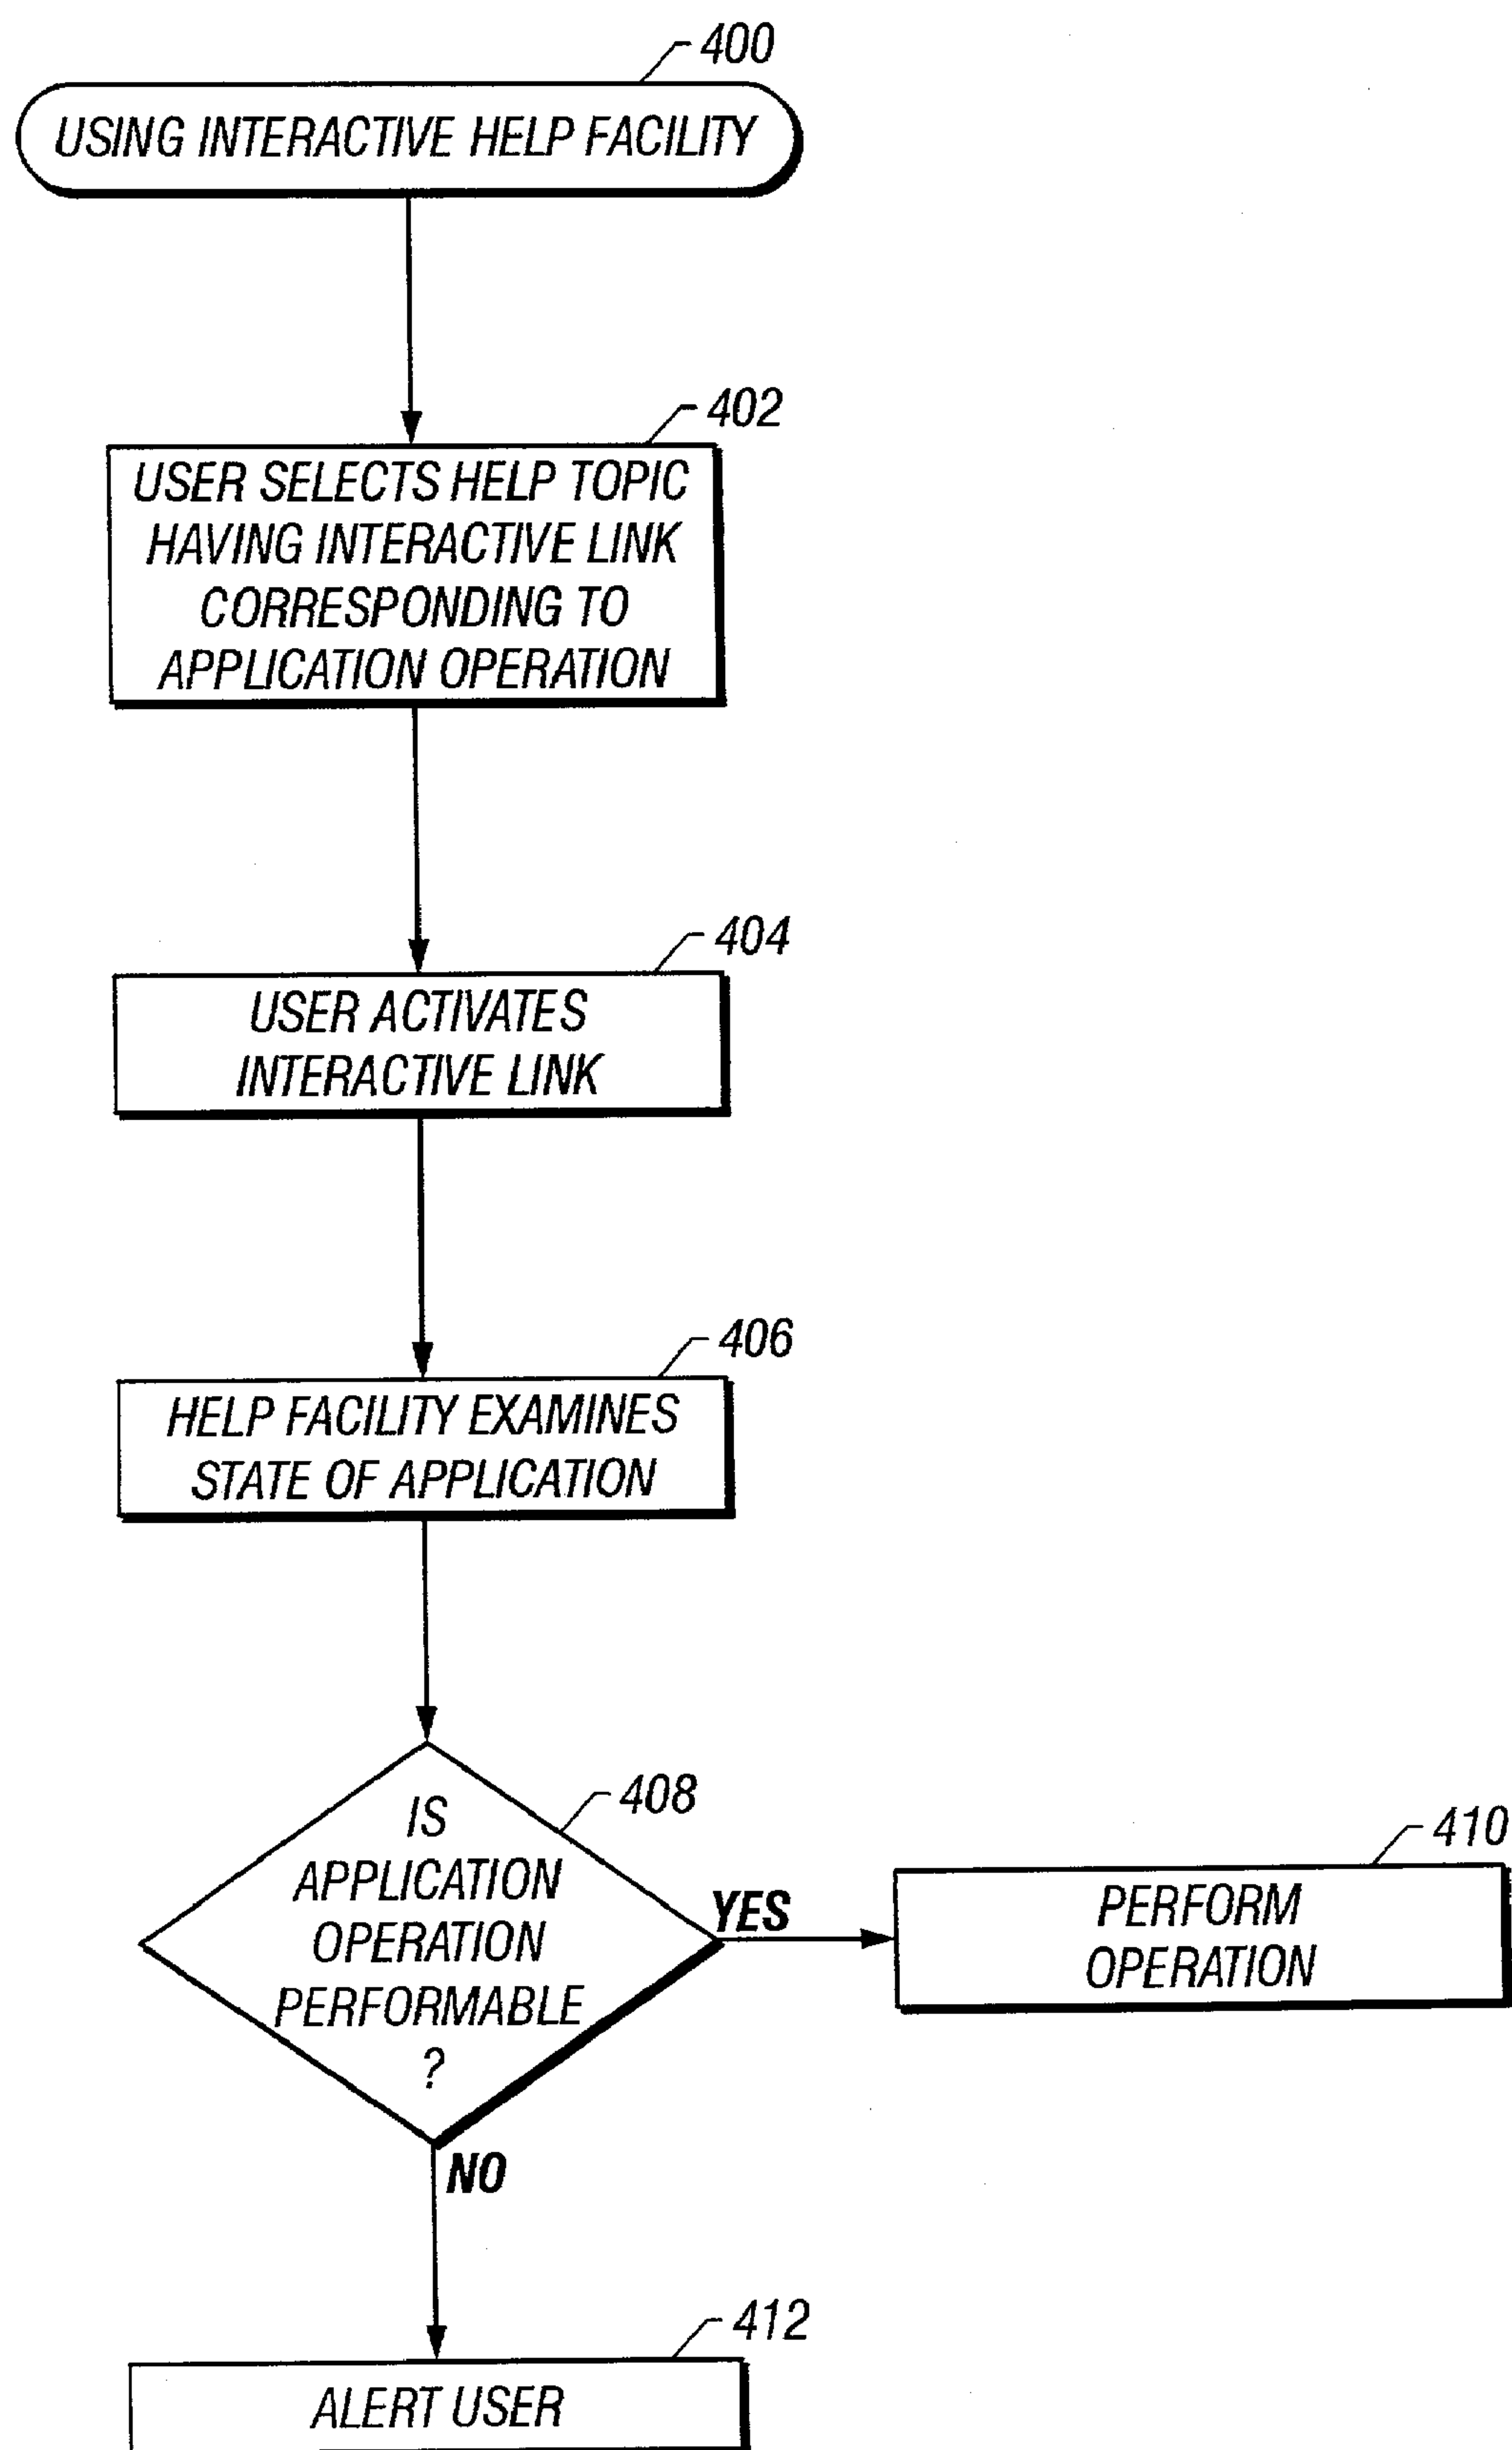 400
USING INTERACTIVE HELP FACILITY
402
USER SELECTS HELP TOPIC
HAVING INTERACTIVE LINK
CORRESPONDING TO
APPLICATION OPERATION
404
USER ACTIVATES
INTERACTIVE LINK
406
HELP FACILITY EXAMINES
STATE OF APPLICATION
408
IS
APPLICATION
OPERATION
PERFORMABLE
?
YES
410
PERFORM
OPERATION
NO
412
ALERT USER